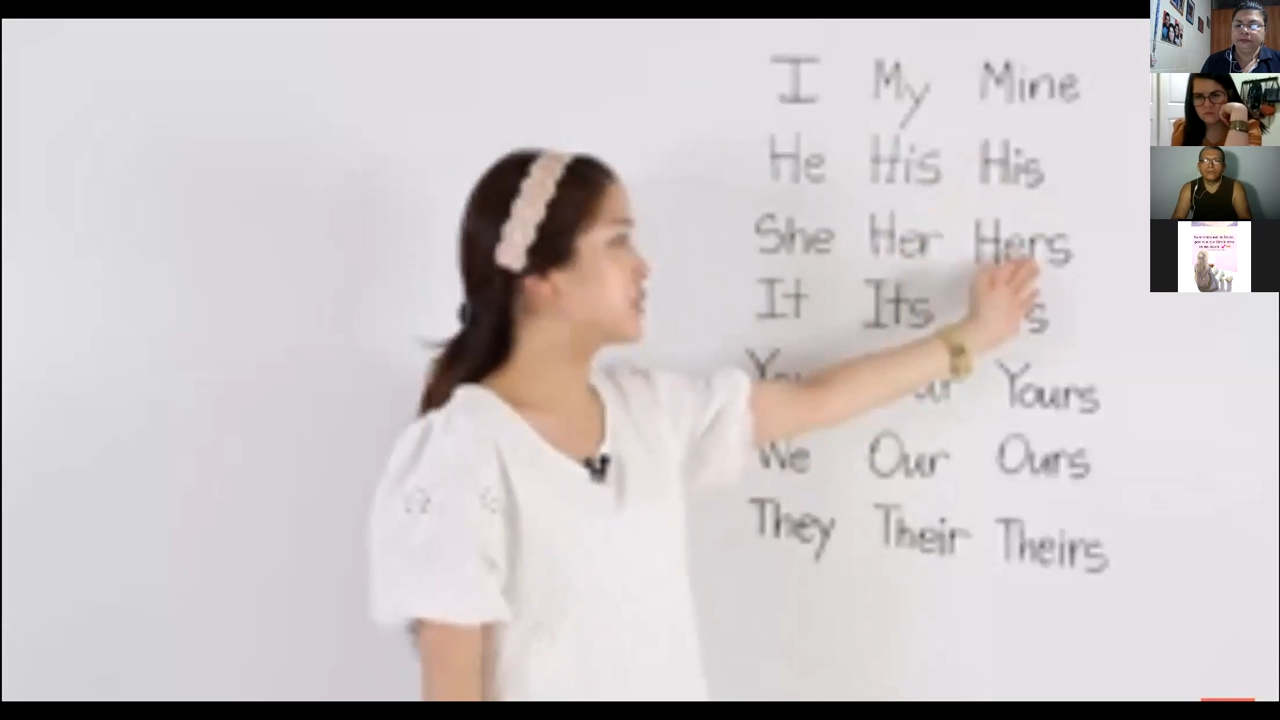 I My Mine
He His His
She Her Hers
It Its
Yours
We Our Ours
They Their Theirs